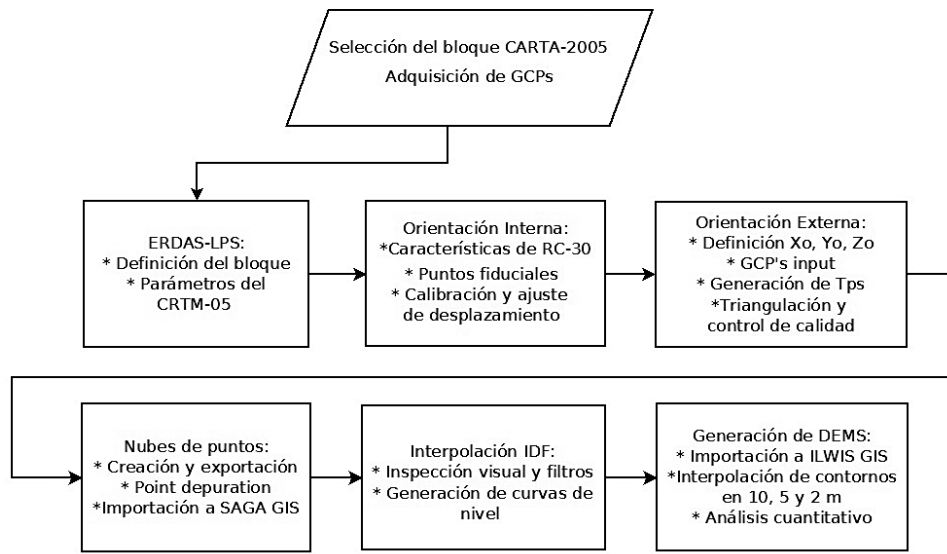 Selección del bloque CARTA-2005
Adquisición de GCPs
ERDAS-LPS:
* Definición del bloque
* Parámetros del
CRTM-05
Orientación Interna:
*Características de RC-30
* Puntos fiduciales
* Calibración y ajuste
de desplazamiento
Orientación Externa:
* Definición Xo, Yo, Zo
* GCP's input
* Generación de Tps
*Triangulación y
control de calidad
Nubes de puntos:
* Creación y exportación
* Point depuration
*Importación a SAGA GIS
Interpolación IDF:
* Inspección visual y filtros
* Generación de curvas de
nivel
Generación de DEMS:
* Importación a ILWIS GIS
*Interpolación de contornos
en 10, 5 y 2 m
* Análisis cuantitativo